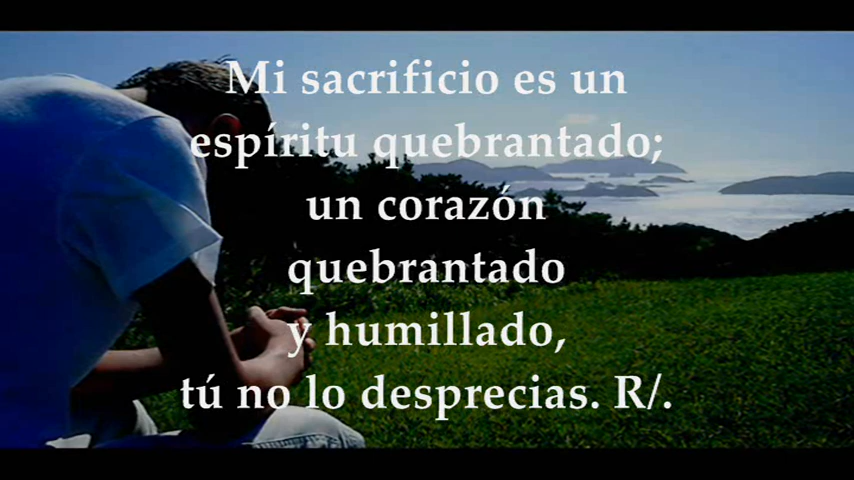 Mi sacrificio es un
espíritu quebrantado;
un corazón
quebrantado
y humillado,
tú no lo desprecias. R/.